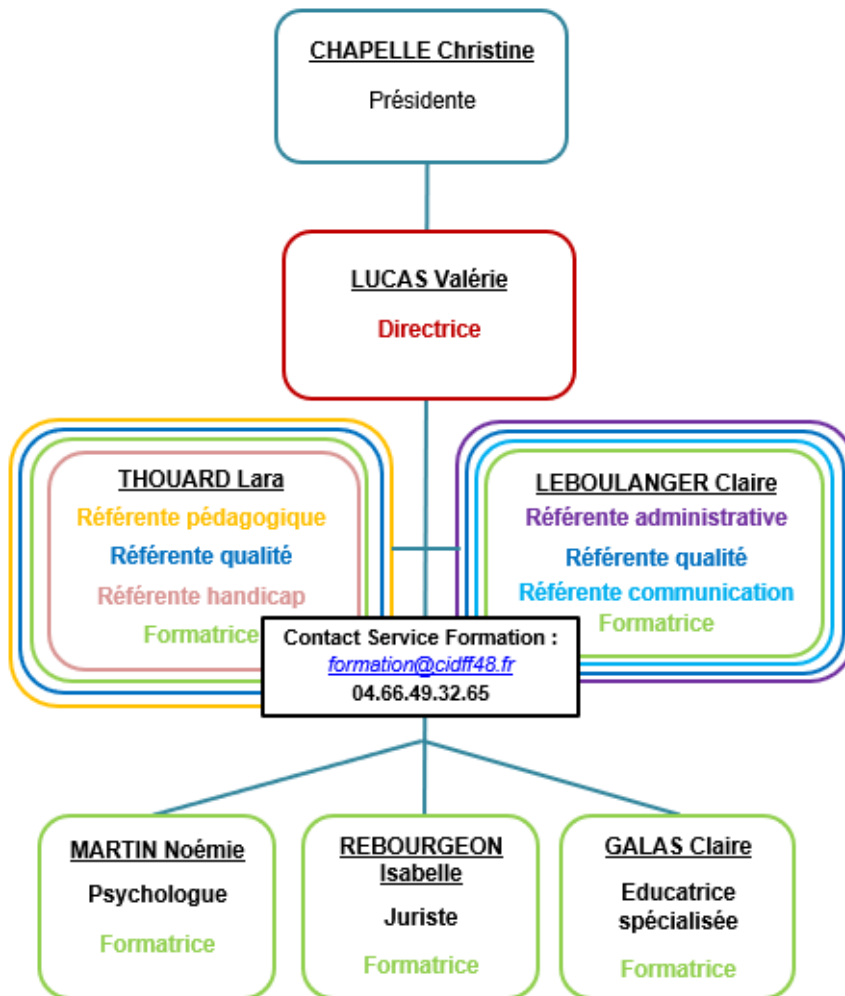 CHAPELLE Christine
Présidente
LUCAS Valérie
Directrice
THOUARD Lara
Référente pédagogique
Référente qualité
Référente handicap
Formatrice
LEBOULANGER Claire
Référente administrative
Référente qualité
Référente communication
Formatrice
Contact Service Formation :
formation@cidff48.fr
04.66.49.32.65
MARTIN Noémie
Psychologue
Formatrice
REBOURGEON
Isabelle
Juriste
Formatrice
GALAS Claire
Educatrice
spécialisée
Formatrice